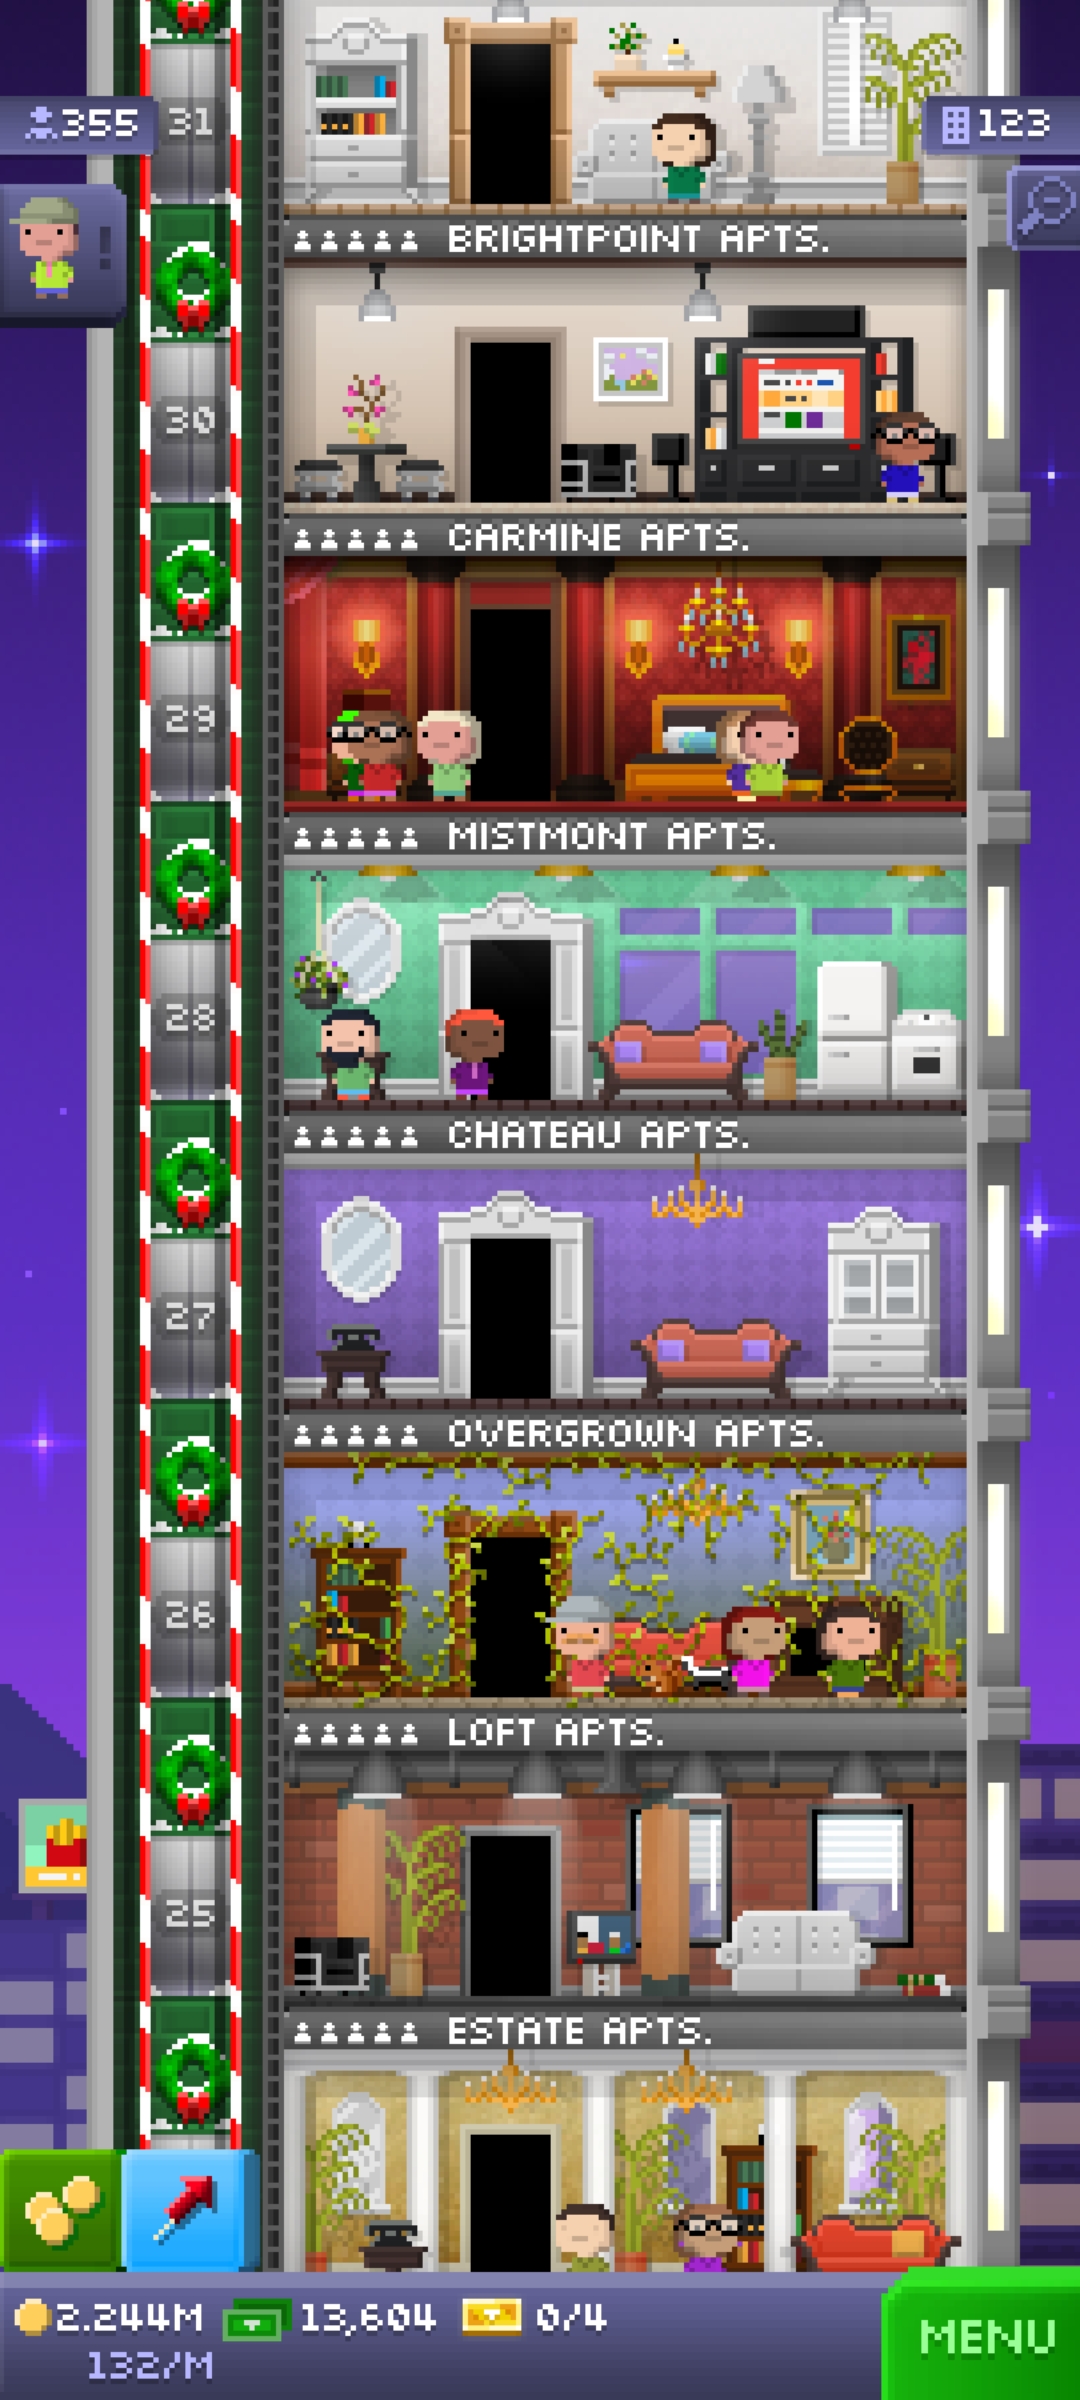 31
355
123
BRIGHTPOINT APTS.
30
CARMINE APTS.
29
MISTMONT APTS.
28
CHATEAU APTS.
27
OVERGROWN APTS.
26
LOFT APTS.
25
ESTATE APTS.
2.244M
13,604
0/4
132/M
MENU